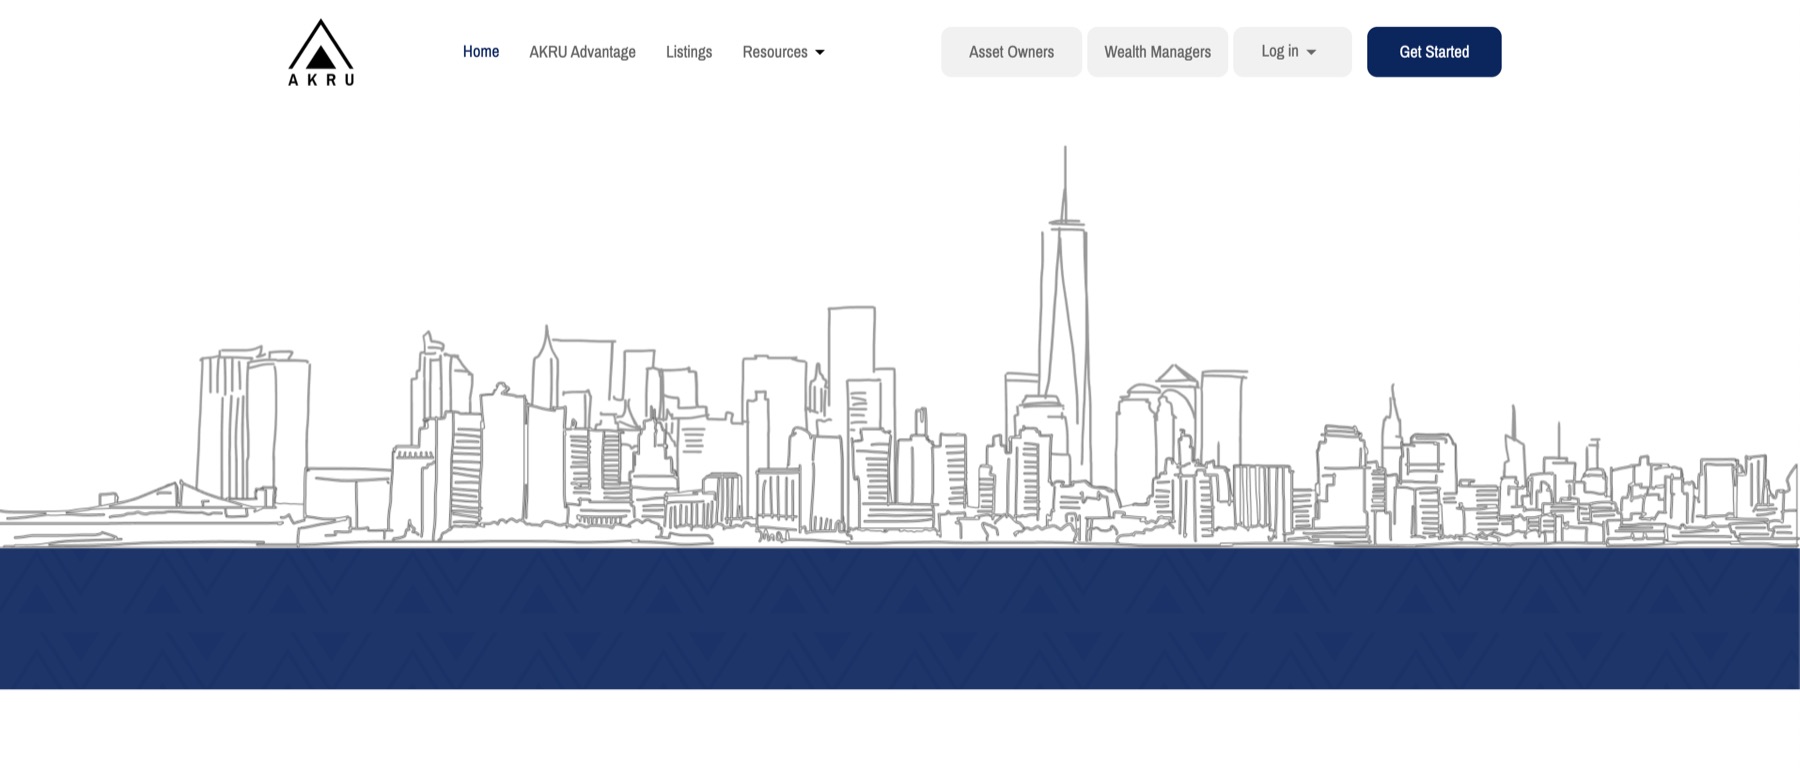 AKRU
Home
AKRU Advantage
Listings
Resources
Asset Owners
Wealth Managers
Log in
Get Started